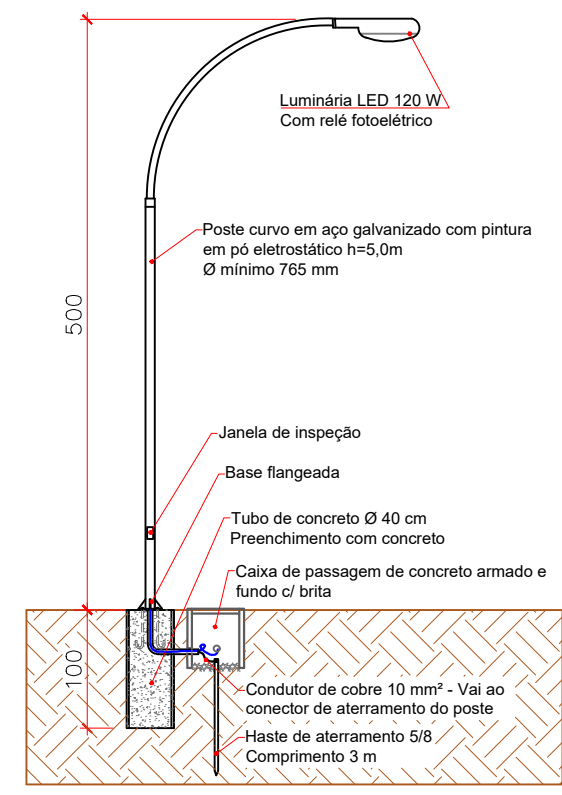 Luminária LED 120 W
Com relé fotoelétrico
Poste curvo em aço galvanizado com pintura
em pó eletrostático h=5,0m
Ø mínimo 765 mm
500
Janela de inspeção
Base flangeada
Tubo de concreto Ø 40 cm
Preenchimento com concreto
Caixa de passagem de concreto armado e
fundo c/ brita
100
Condutor de cobre 10 mm² - Vai ao
conector de aterramento do poste
Haste de aterramento 5/8
Comprimento 3 m